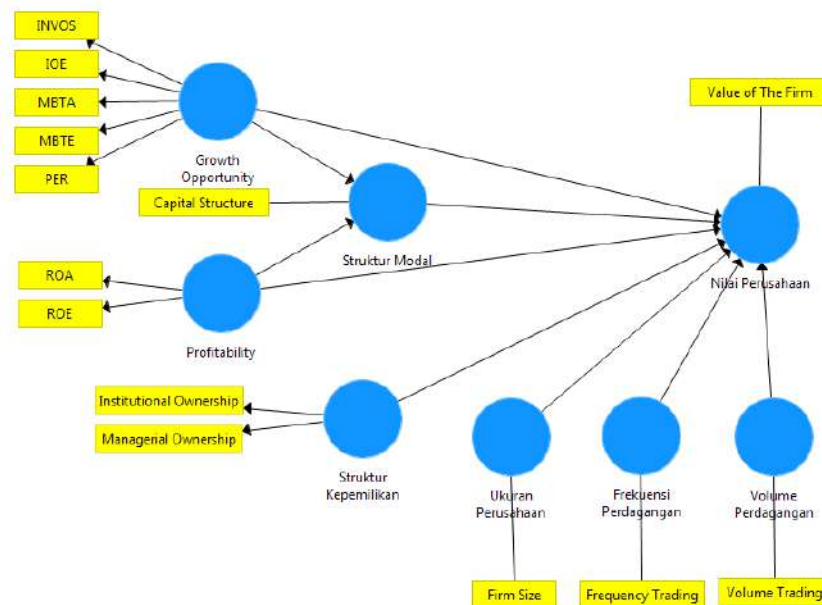 INVOS
IOE
MBTA
MBTE
PER
Growth
Opportunity
Value of The Firm
Capital Structure
Struktur Modal
Nilai Perusahaan
ROA
ROE
Profitability
Institutional Ownership
Managerial Ownership
Struktur
Kepemilikan
Ukuran
Perusahaan
Frekuensi
Perdagangan
Volume
Perdagangan
Firm Size
Frequency Trading
Volume Trading